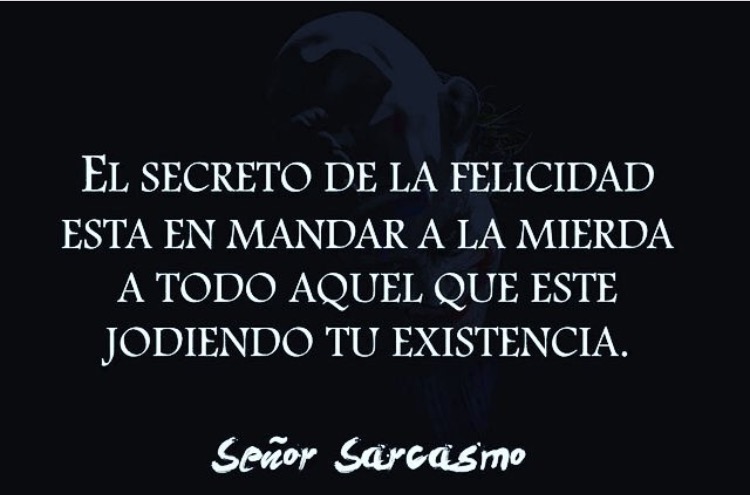 El secreto de la felicidad
esta en mandar a la mierda
a todo aquel que este
jodiendo tu existencia.
Señor Sarcasmo